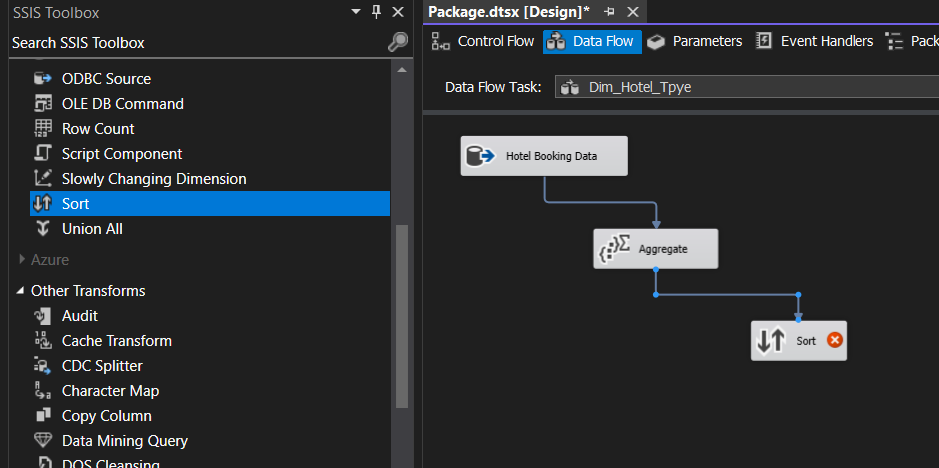 SSIS Toolbox
Search SSIS Toolbox
ODBC Source
OLE DB Command
Row Count
Script Component
Slowly Changing Dimension
Sort
Union All
Azure
Other Transforms
Audit
Cache Transform
CDC Splitter
Character Map
Copy Column
Data Mining Query
DQS Cleansing
Package.dtsx [Design]*
Control Flow
Data Flow
Parameters
Event Handlers
Pack
Data Flow Task:
Dim_Hotel_Tpye
Hotel Booking Data
Aggregate
Sort